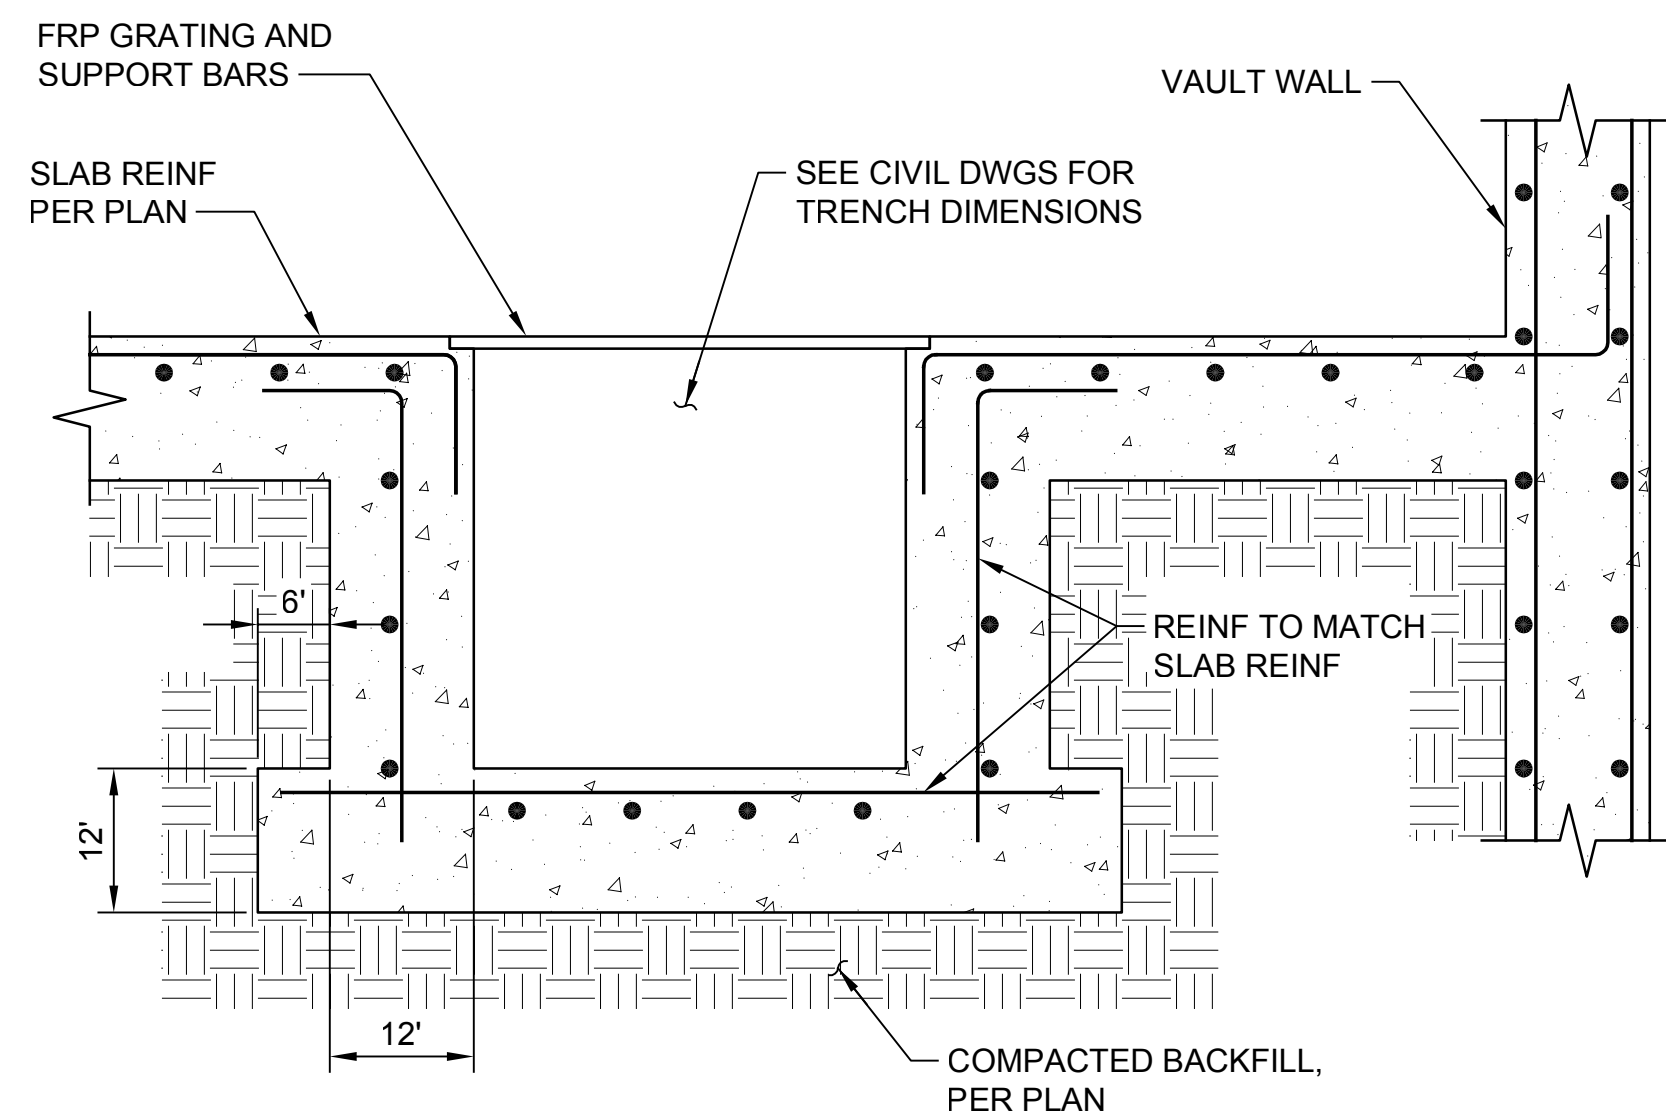 FRP GRATING AND
SUPPORT BARS
VAULT WALL
SLAB REINF
PER PLAN
SEE CIVIL DWGS FOR
TRENCH DIMENSIONS
6'
REINF TO MATCH
SLAB REINF
12'
12'
COMPACTED BACKFILL,
PER PLAN